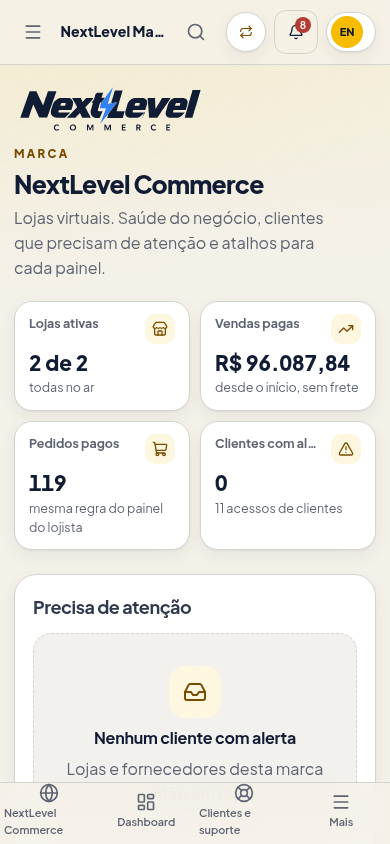 NextLevel Ma...
8
EN
NextLevel
COMMERCE
MARCA
NextLevel Commerce
Lojas virtuais. Saúde do negócio, clientes
que precisam de atenção e atalhos para
cada painel.
Lojas ativas
2 de 2
todas no ar
Vendas pagas
R$ 96.087,84
desde o início, sem frete
Pedidos pagos
119
mesma regra do painel
do lojista
Clientes com al...
0
11 acessos de clientes
Precisa de atenção
Nenhum cliente com alerta
Lojas e fornecedores desta marca
NextLevel
Commerce
Dashboard
Clientes e
suporte
Mais